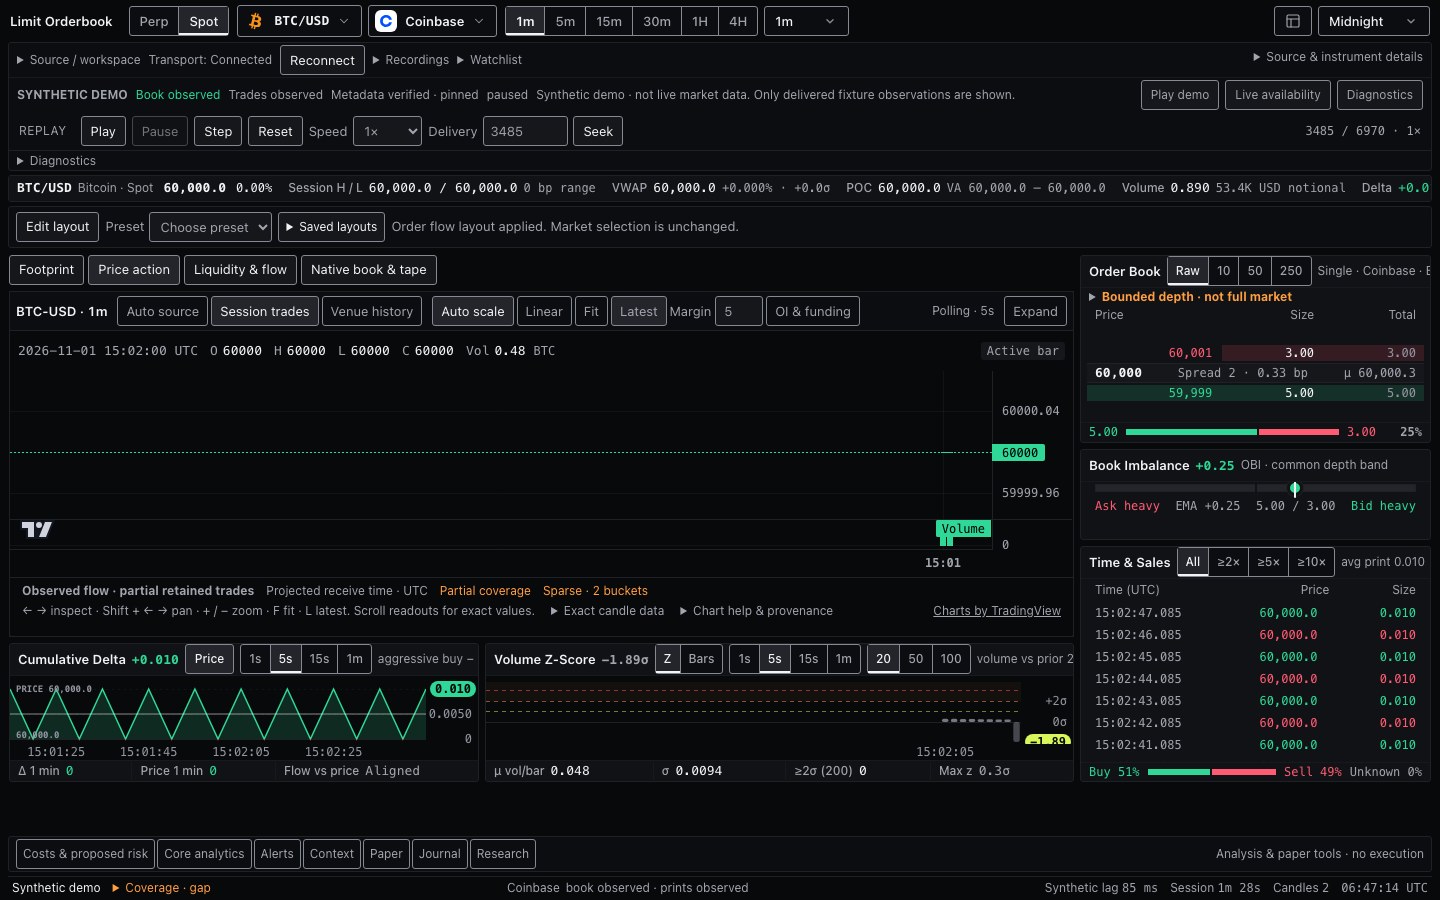 Limit Orderbook Perp Spot BTC/USD Coinbase 1m 5m 15m 30m 1H 4H 1m Midnight
Source / workspace Transport: Connected Reconnect Recordings Watchlist Source & instrument details
SYNTHETIC DEMO Book observed Trades observed Metadata verified · pinned paused Synthetic demo · not live market data. Only delivered fixture observations are shown. Play demo Live availability Diagnostics
REPLAY Play Pause Step Reset Speed 1× Delivery 3485 Seek 3485 / 6970 · 1×
Diagnostics
BTC/USD Bitcoin · Spot 60,000.0 0.00% Session H / L 60,000.0 / 60,000.0 0 bp range VWAP 60,000.0 +0.000% · +0.0σ POC 60,000.0 VA 60,000.0 – 60,000.0 Volume 0.890 53.4K USD notional Delta +0.0
Edit layout Preset Choose preset Saved layouts Order flow layout applied. Market selection is unchanged.
Footprint Price action Liquidity & flow Native book & tape
BTC-USD · 1m Auto source Session trades Venue history Auto scale Linear Fit Latest Margin 5 OI & funding Polling · 5s Expand
2026-11-01 15:02:00 UTC O 60000 H 60000 L 60000 C 60000 Vol 0.48 BTC Active bar
60000.04
60000
59999.96
Volume
0
15:01
Observed flow · partial retained trades Projected receive time · UTC Partial coverage Sparse · 2 buckets
← → inspect · Shift + ← → pan · + / − zoom · F fit · L latest. Scroll readouts for exact values. Exact candle data Chart help & provenance Charts by TradingView
Order Book Raw 10 50 250 Single · Coinbase ·
Bounded depth · not full market
Price Size Total
60,001 3.00 3.00
60,000 Spread 2 · 0.33 bp μ 60,000.3
59,999 5.00 5.00
5.00 3.00 25%
Book Imbalance +0.25 OBI · common depth band
Ask heavy EMA +0.25 5.00 / 3.00 Bid heavy
Time & Sales All ≥2× ≥5× ≥10× avg print 0.010
Time (UTC) Price Size
15:02:47.085 60,000.0 0.010
15:02:46.085 60,000.0 0.010
15:02:45.085 60,000.0 0.010
15:02:44.085 60,000.0 0.010
15:02:43.085 60,000.0 0.010
15:02:42.085 60,000.0 0.010
15:02:41.085 60,000.0 0.010
Buy 51% Sell 49% Unknown 0%
Cumulative Delta +0.010 Price 1s 5s 15s 1m aggressive buy –
PRICE 60,000.0
0.010
0.0050
60,000.0
0
15:01:25 15:01:45 15:02:05 15:02:25
Δ 1 min 0 Price 1 min 0 Flow vs price Aligned
Volume Z-Score −1.89σ Z Bars 1s 5s 15s 1m 20 50 100 volume vs prior 2
+2σ
0σ
−1.89
15:02:05
μ vol/bar 0.048 σ 0.0094 ≥2σ (200) 0 Max z 0.3σ
Costs & proposed risk Core analytics Alerts Context Paper Journal Research Analysis & paper tools · no execution
Synthetic demo Coverage · gap Coinbase book observed · prints observed Synthetic lag 85 ms Session 1m 28s Candles 2 06:47:14 UTC